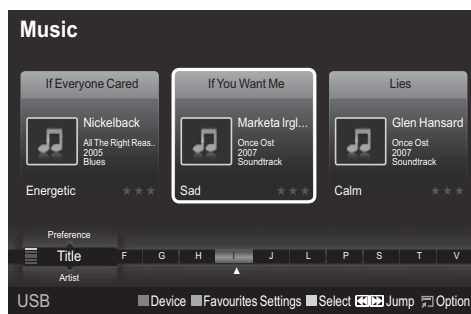 Music
If Everyone Cared
Nickelback
All The Right Reas..
2005
Blues
Energetic
If You Want Me
Marketa Irgl...
Once Ost
2007
Soundtrack
Sad
Lies
Glen Hansard
Once Ost
2007
Soundtrack
Calm
Preference
Title F G H I J L P S T V
Artist
USB Device Favourites Settings Select Jump Option